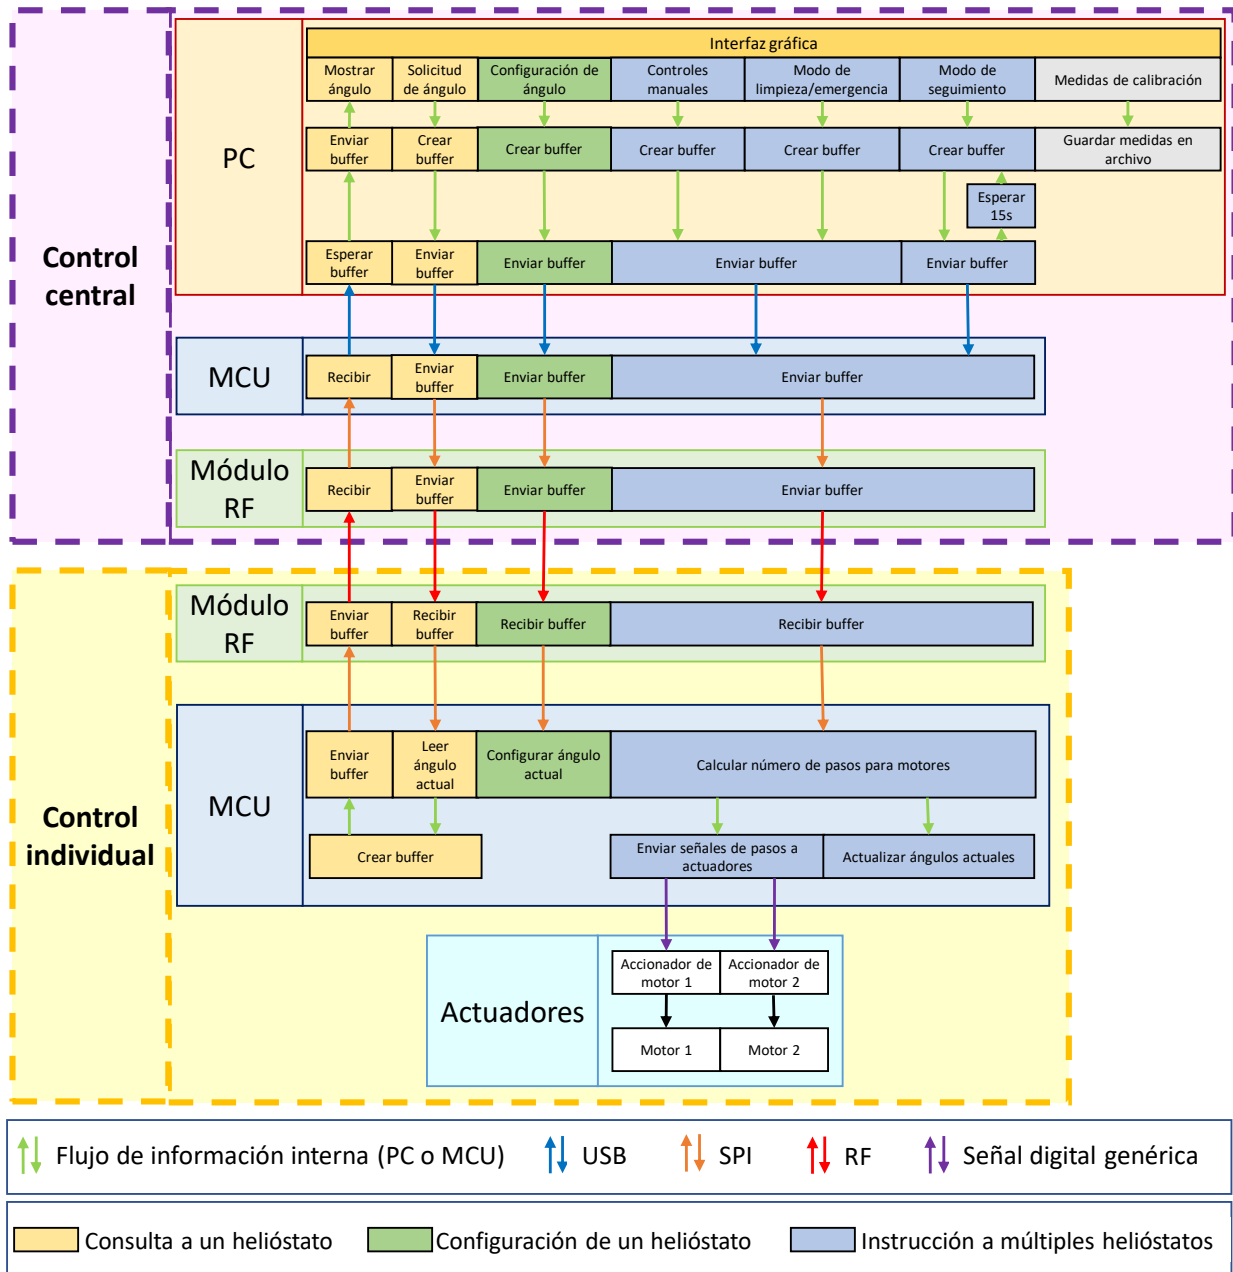 Control
central
PC
Interfaz gráfica
Mostrar
ángulo
Solicitud
de ángulo
Configuración de
ángulo
Controles
manuales
Modo de
limpieza/emergencia
Modo de
seguimiento
Medidas de calibración
Enviar
buffer
Crear
buffer
Crear buffer
Crear buffer
Crear buffer
Crear buffer
Guardar medidas en
archivo
Esperar
15s
Esperar
buffer
Enviar
buffer
Enviar buffer
Enviar buffer
Enviar buffer
MCU
Recibir
Enviar
buffer
Enviar buffer
Enviar buffer
Módulo
RF
Recibir
Enviar
buffer
Enviar buffer
Enviar buffer
Control
individual
Módulo
RF
Enviar
buffer
Recibir
buffer
Recibir buffer
Recibir buffer
MCU
Enviar
buffer
Leer
ángulo
actual
Configurar ángulo
actual
Calcular número de pasos para motores
Crear buffer
Enviar señales de pasos a
actuadores
Actualizar ángulos actuales
Actuadores
Accionador de
motor 1
Accionador de
motor 2
Motor 1
Motor 2
Flujo de información interna (PC o MCU)
USB
SPI
RF
Señal digital genérica
Consulta a un helióstato
Configuración de un helióstato
Instrucción a múltiples helióstatos